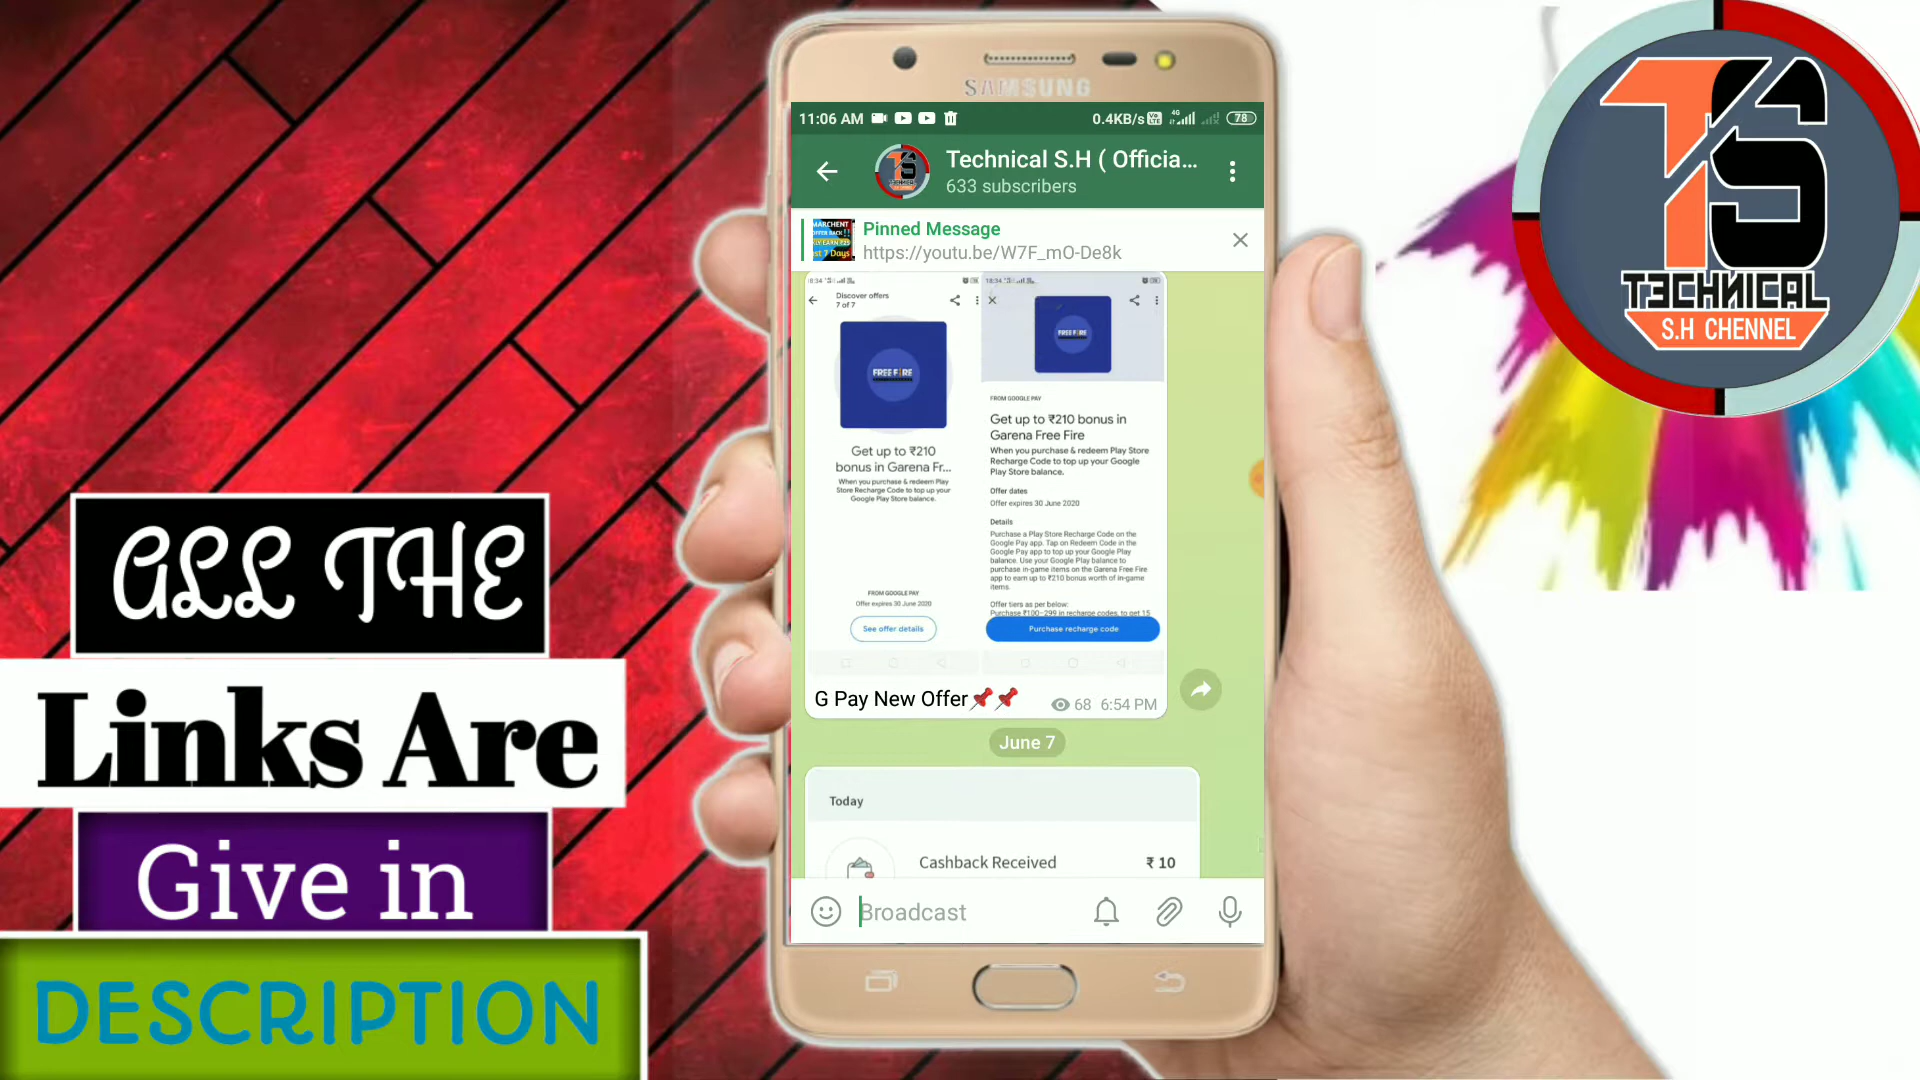 ALL THE
Links Are
Give in
DESCRIPTION
SAMSUNG
11:06 AM
0.4KB/s
4G
78
Technical S.H ( Officia...
633 subscribers
MARCHENT
Pinned Message
https://youtu.be/W7F_mO-De8k
Discover offers
7 of 7
FREE FIRE
Get up to ₹210
bonus in Garena Fr...
When you purchase & redeem Play
Store Recharge Code to top up your
Google Play Store balance.
FROM GOOGLE PAY
Offer expires 30 June 2020
See offer details
FREE FIRE
FROM GOOGLE PAY
Get up to ₹210 bonus in
Garena Free Fire
When you purchase & redeem Play Store
Recharge Code to top up your Google
Play Store balance.
Offer dates
Offer expires 30 June 2020
Details
Purchase a Play Store Recharge Code on the
Google Pay app. Tap on Redeem Code in the
Google Pay app to top up your Google Play
balance. Use your Google Play balance to
purchase in-game items on the Garena Free Fire
app to earn up to ₹210 bonus worth of in-game
items.
Offer tiers as per below:
Purchase ₹100-299 in recharge codes, to get 15
Purchase recharge code
G Pay New Offer📌📌
68 6:54 PM
June 7
Today
Cashback Received
₹ 10
Broadcast
TS
TECHNICAL
S.H CHENNEL